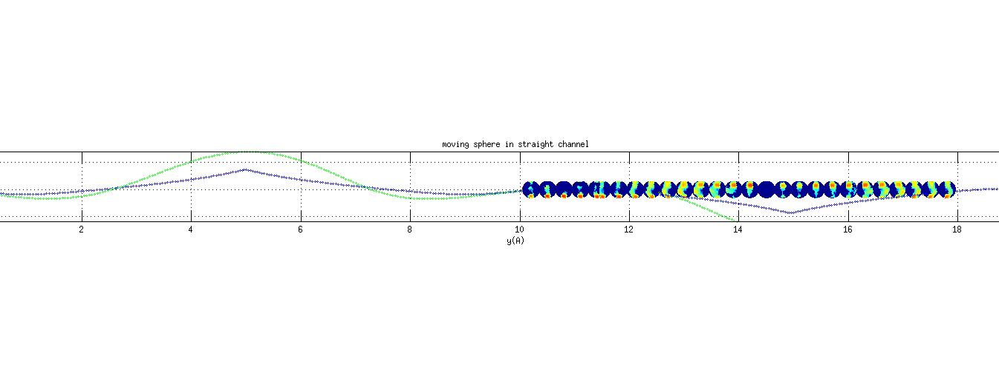 moving sphere in straight channel
2 4 6 8 10 12 14 16 18
y(A)